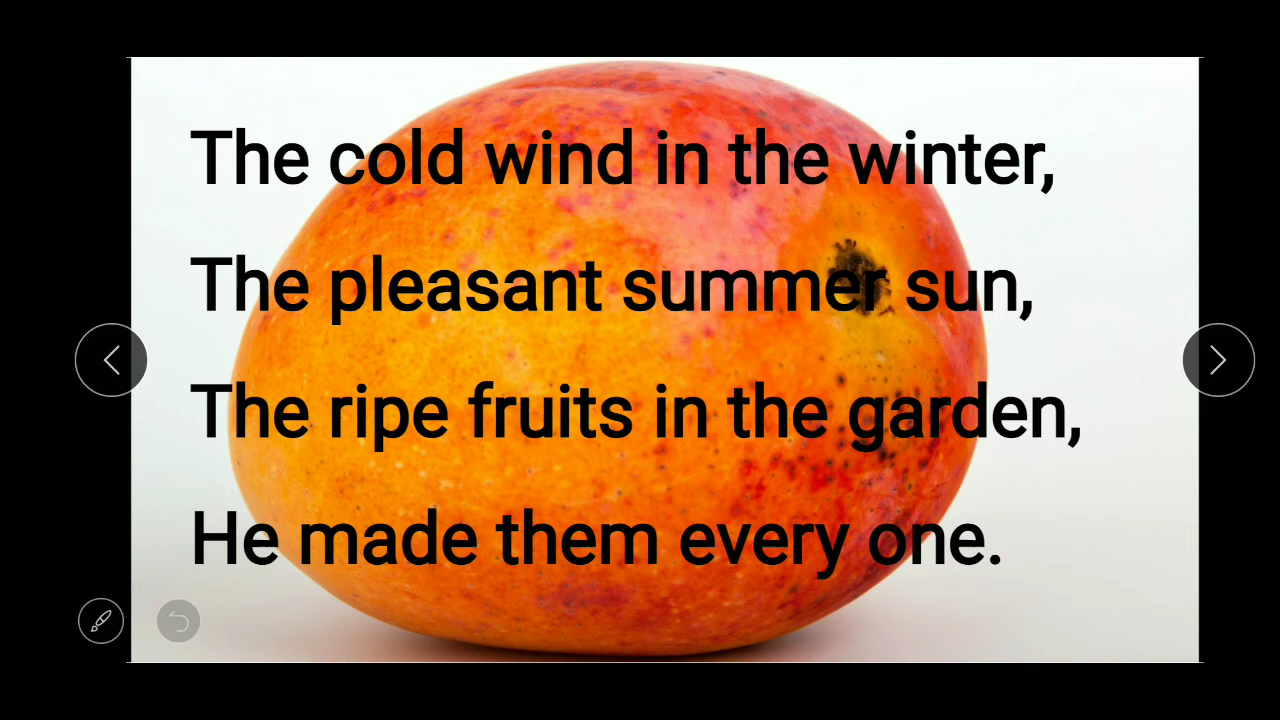 The cold wind in the winter,
The pleasant summer sun,
The ripe fruits in the garden,
He made them every one.